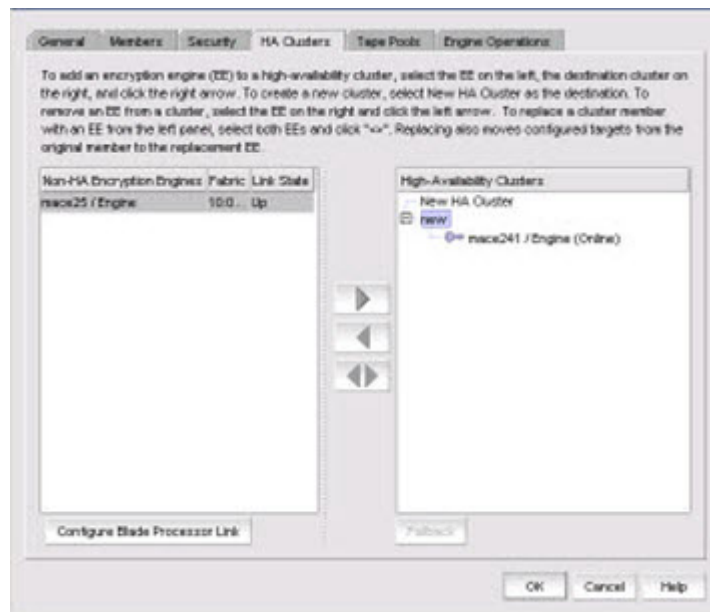 General Members Security HA Clusters Tape Pools Engine Operations
To add an encryption engine (EE) to a high-availability cluster, select the EE on the left, the destination cluster on
the right, and click the right arrow. To create a new cluster, select New HA Cluster as the destination. To
remove an EE from a cluster, select the EE on the right and click the left arrow. To replace a cluster member
with an EE from the left panel, select both EEs and click "<>". Replacing also moves configured targets from the
original member to the replacement EE.
Non-HA Encryption Engines Fabric Link State
mace25 / Engine 10:0... Up
High-Availability Clusters
New HA Cluster
new
mace241 / Engine (Online)
Configure Blade Processor Link
Failback
OK Cancel Help